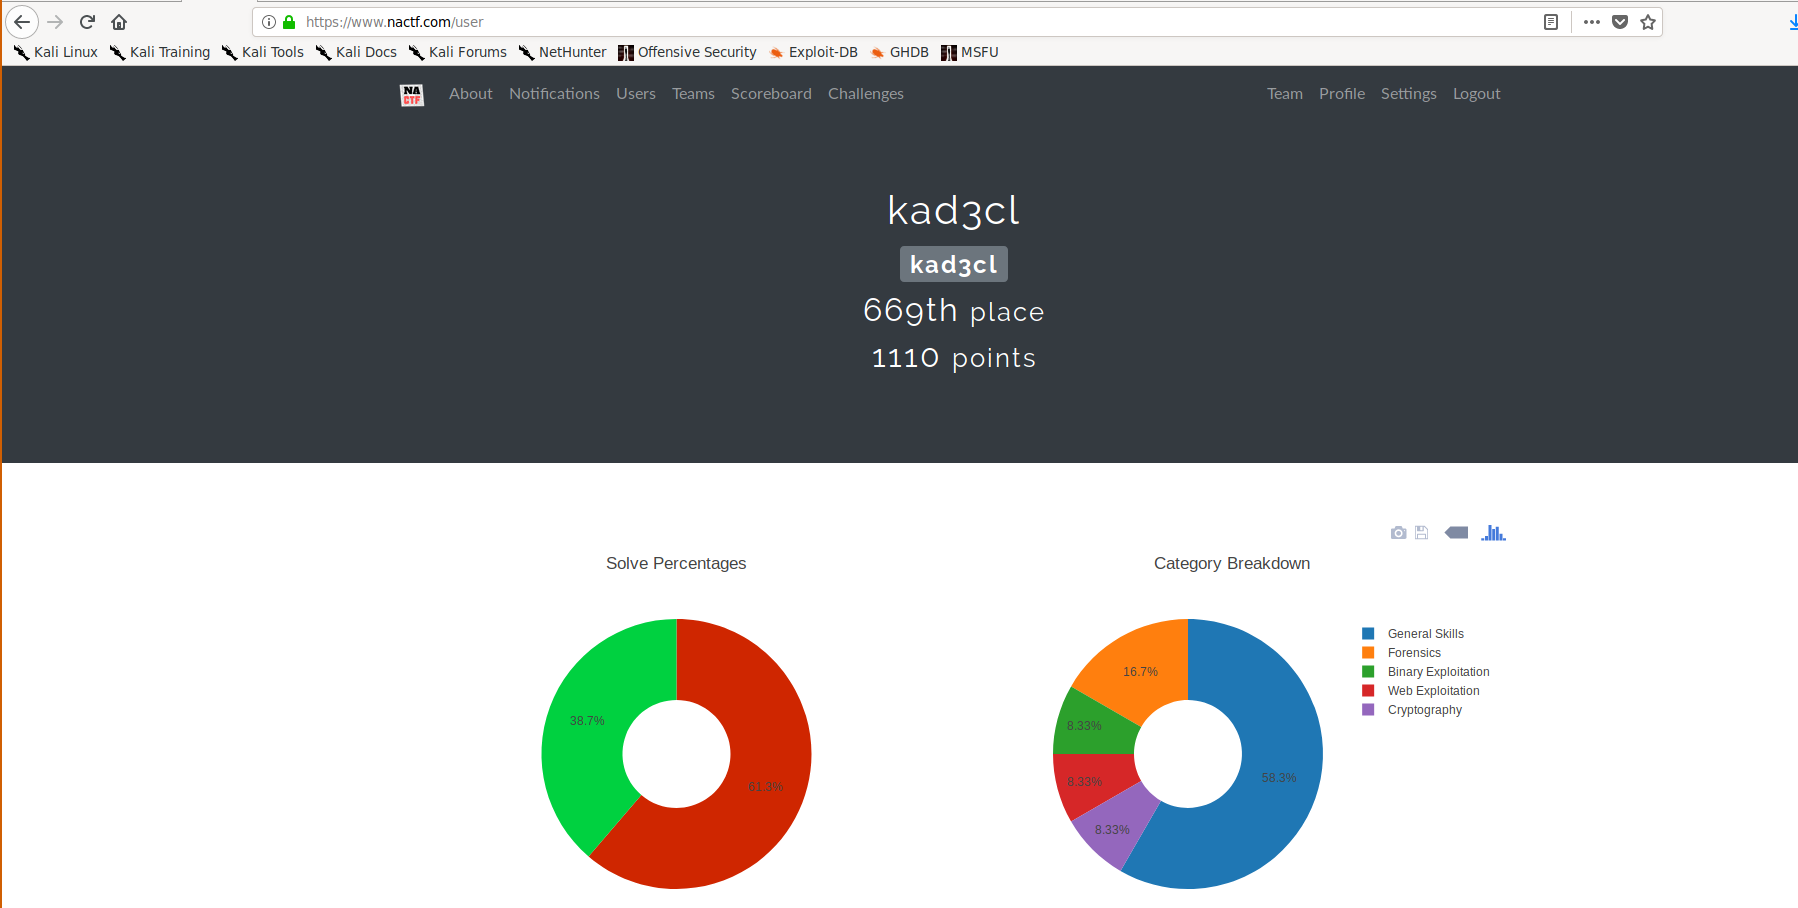 https://www.nactf.com/user
Kali Linux Kali Training Kali Tools Kali Docs Kali Forums NetHunter Offensive Security Exploit-DB GHDB MSFU
NA CTF About Notifications Users Teams Scoreboard Challenges Team Profile Settings Logout
kad3cl
kad3cl
669th place
1110 points
Solve Percentages
38.7%
61.3%
Category Breakdown
16.7%
8.33%
8.33%
8.33%
58.3%
General Skills
Forensics
Binary Exploitation
Web Exploitation
Cryptography